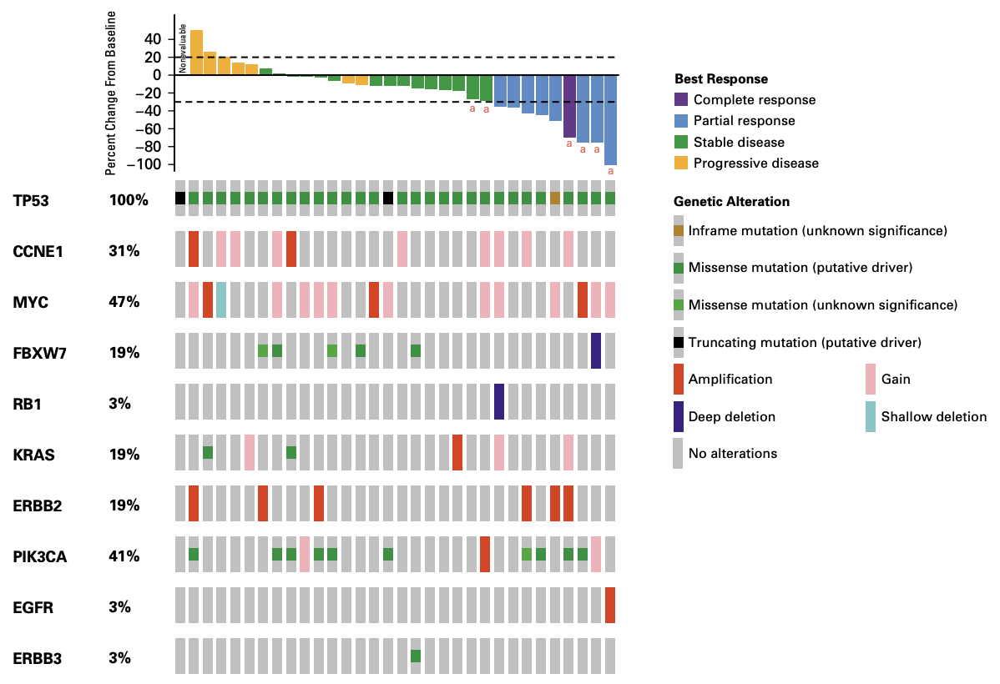 Percent Change From Baseline
40
20
0
−20
−40
−60
−80
−100
Nonevaluable
a a
a
a a
a
Best Response
Complete response
Partial response
Stable disease
Progressive disease
Genetic Alteration
Inframe mutation (unknown significance)
Missense mutation (putative driver)
Missense mutation (unknown significance)
Truncating mutation (putative driver)
Amplification Gain
Deep deletion Shallow deletion
No alterations
TP53 100%
CCNE1 31%
MYC 47%
FBXW7 19%
RB1 3%
KRAS 19%
ERBB2 19%
PIK3CA 41%
EGFR 3%
ERBB3 3%